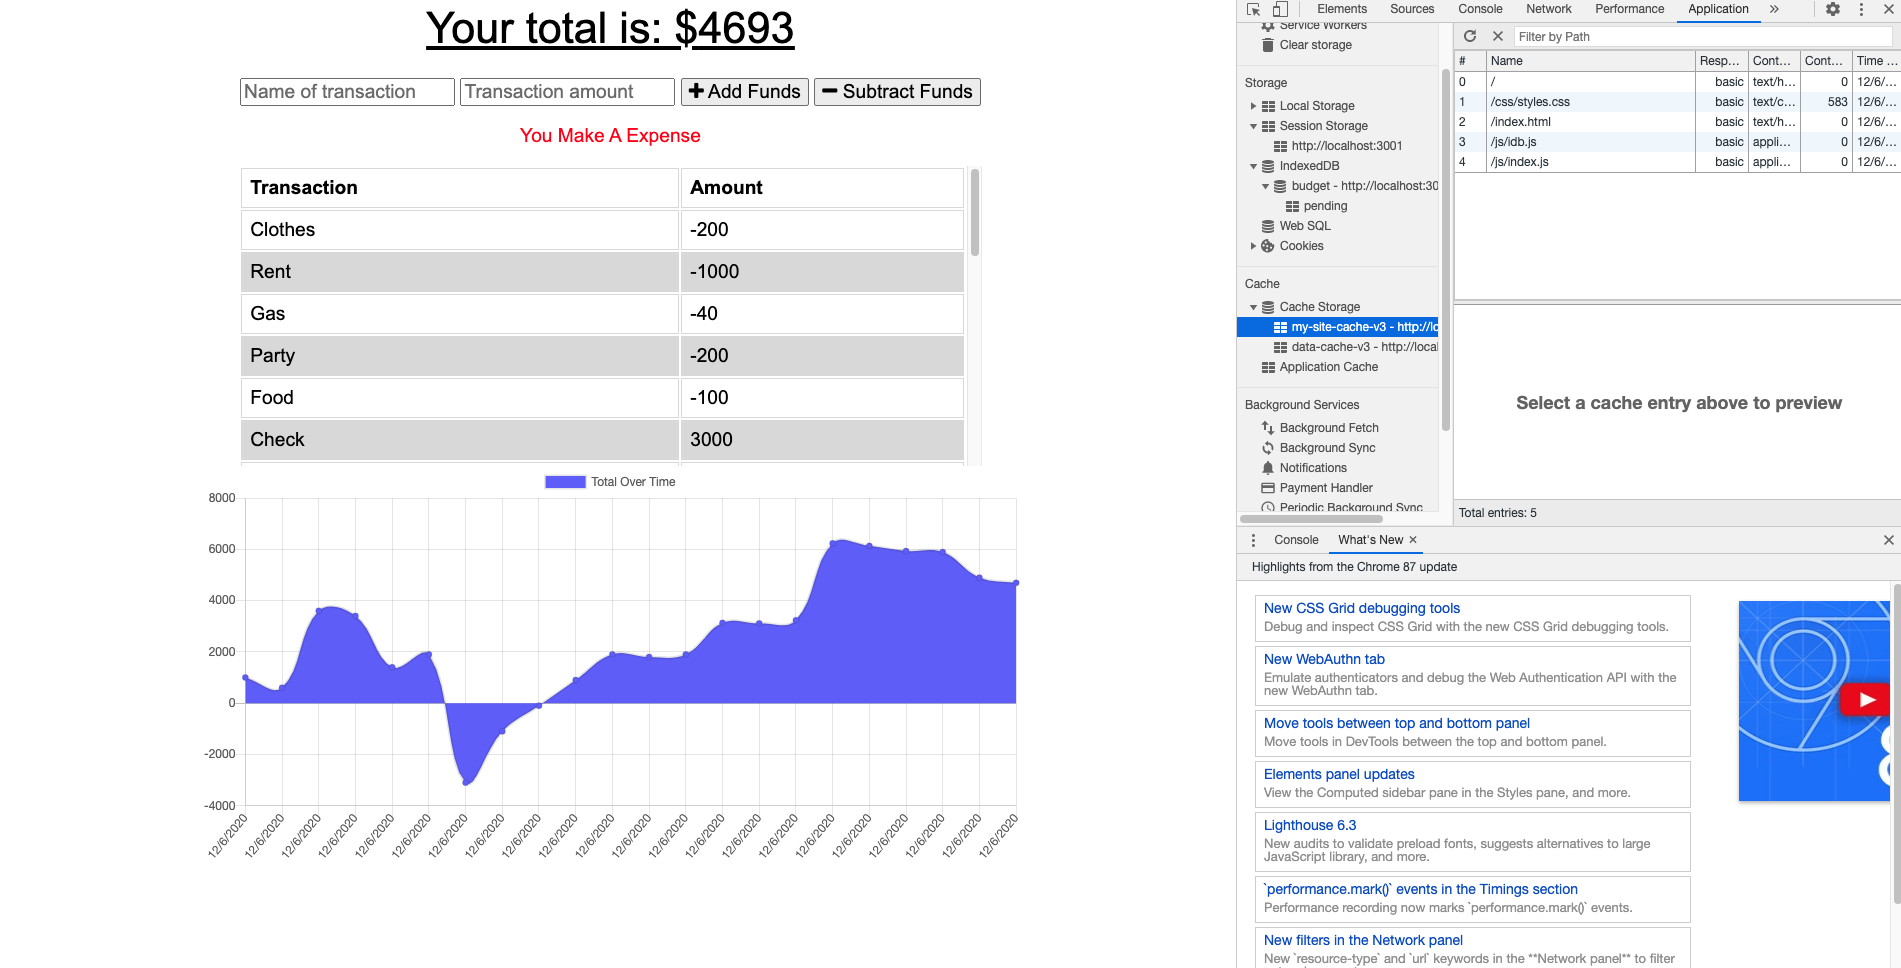 Your total is: $4693
Name of transaction Transaction amount Add Funds Subtract Funds
You Make A Expense
Transaction Amount
Clothes -200
Rent -1000
Gas -40
Party -200
Food -100
Check 3000
Total Over Time
8000
6000
4000
2000
0
-2000
-4000
12/6/2020 12/6/2020 12/6/2020 12/6/2020 12/6/2020 12/6/2020 12/6/2020 12/6/2020 12/6/2020 12/6/2020 12/6/2020 12/6/2020 12/6/2020 12/6/2020 12/6/2020 12/6/2020 12/6/2020 12/6/2020 12/6/2020 12/6/2020 12/6/2020 12/6/2020
Elements Sources Console Network Performance Application »
Service Workers
Clear storage
Storage
Local Storage
Session Storage
http://localhost:3001
IndexedDB
budget - http://localhost:30
pending
Web SQL
Cookies
Cache
Cache Storage
my-site-cache-v3 - http://lo
data-cache-v3 - http://local
Application Cache
Background Services
Background Fetch
Background Sync
Notifications
Payment Handler
Periodic Background Sync
Filter by Path
# Name Resp... Cont... Cont... Time ...
0 / basic text/h... 0 12/6/...
1 /css/styles.css basic text/c... 583 12/6/...
2 /index.html basic text/h... 0 12/6/...
3 /js/idb.js basic appli... 0 12/6/...
4 /js/index.js basic appli... 0 12/6/...
Select a cache entry above to preview
Total entries: 5
Console What's New
Highlights from the Chrome 87 update
New CSS Grid debugging tools
Debug and inspect CSS Grid with the new CSS Grid debugging tools.
New WebAuthn tab
Emulate authenticators and debug the Web Authentication API with the
new WebAuthn tab.
Move tools between top and bottom panel
Move tools in DevTools between the top and bottom panel.
Elements panel updates
View the Computed sidebar pane in the Styles pane, and more.
Lighthouse 6.3
New audits to validate preload fonts, suggests alternatives to large
JavaScript library, and more.
`performance.mark()` events in the Timings section
Performance recording now marks `performance.mark()` events.
New filters in the Network panel
New `resource-type` and `url` keywords in the **Network panel** to filter